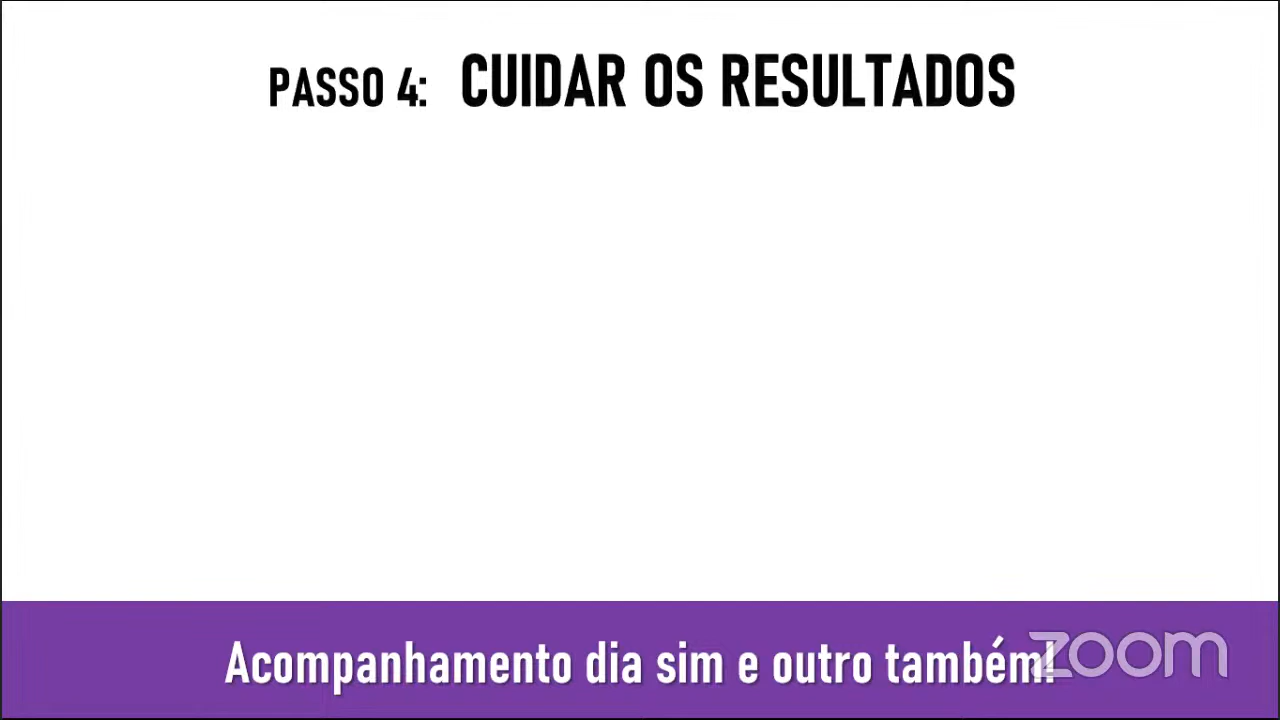 PASSO 4: CUIDAR OS RESULTADOS
Acompanhamento dia sim e outro também!
zoom